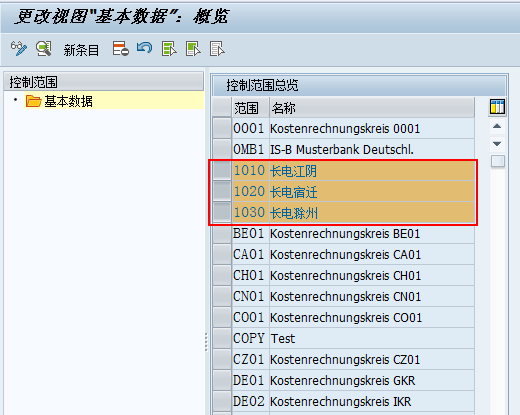 更改视图"基本数据": 概览
新条目
控制范围
基本数据
控制范围总览
范围 名称
0001 Kostenrechnungskreis 0001
0MB1 IS-B Musterbank Deutschl.
1010 长电江阴
1020 长电宿迁
1030 长电滁州
BE01 Kostenrechnungskreis BE01
CA01 Kostenrechnungskreis CA01
CH01 Kostenrechnungskreis CH01
CN01 Kostenrechnungskreis CN01
CO01 Kostenrechnungskreis CO01
COPY Test
CZ01 Kostenrechnungskreis CZ01
DE01 Kostenrechnungskreis GKR
DE02 Kostenrechnungskreis IKR